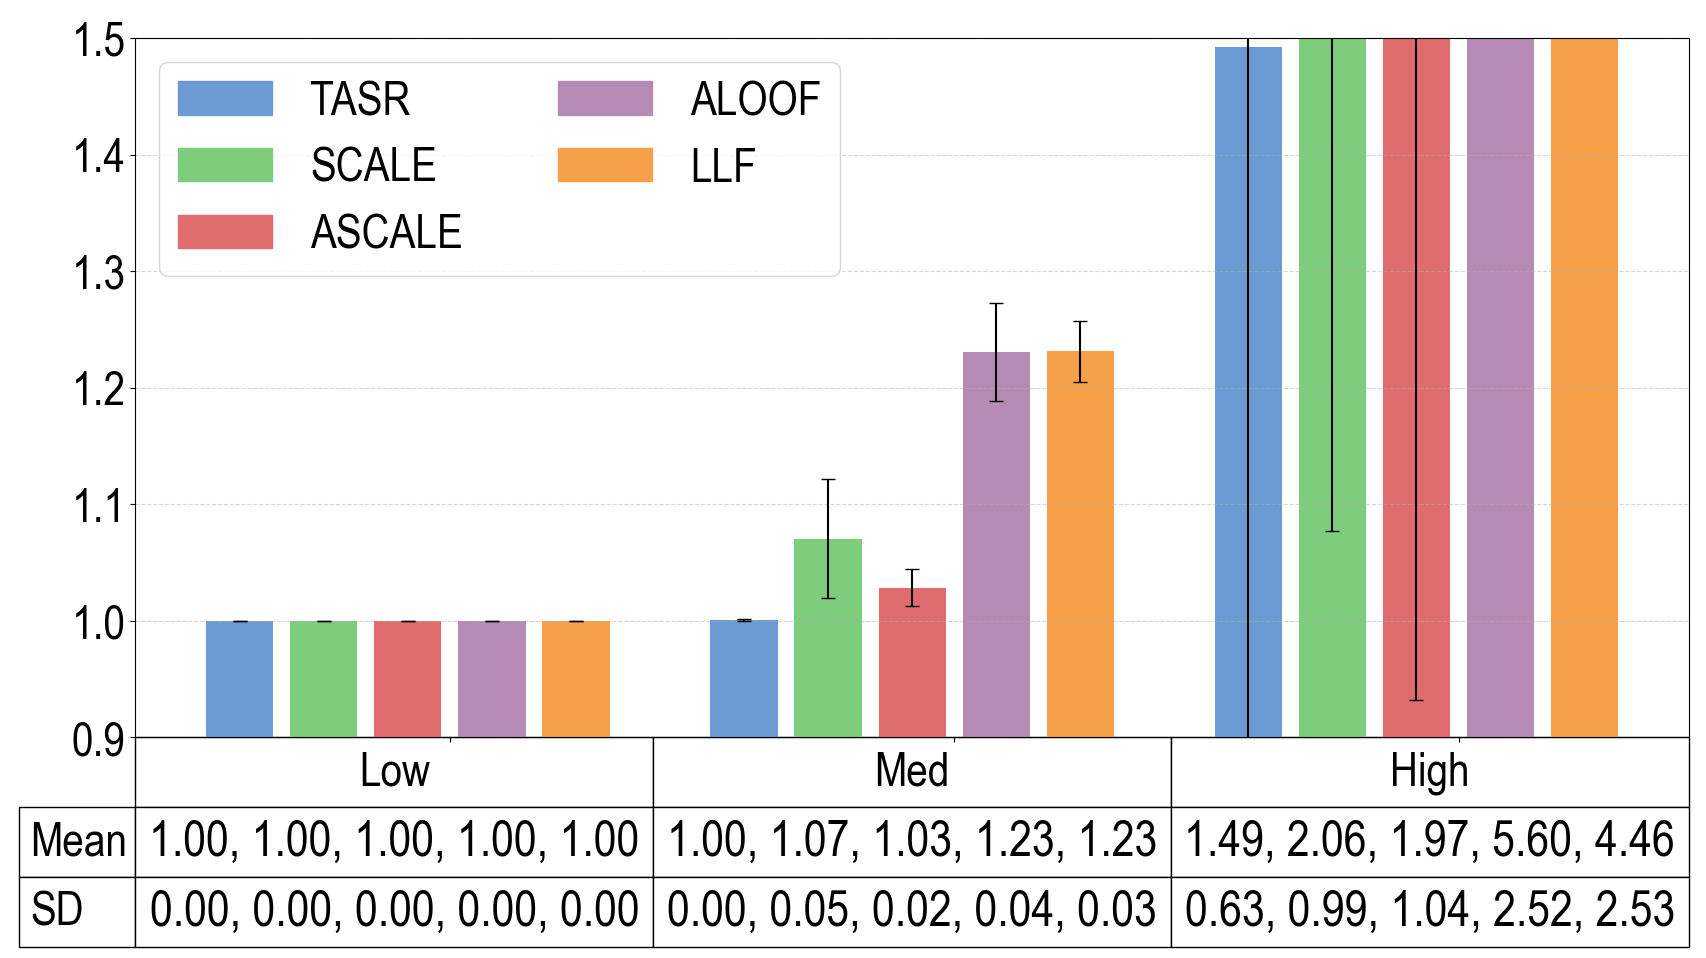 1.5
1.4
1.3
1.2
1.1
1.0
0.9
TASR
SCALE
ASCALE
ALOOF
LLF
Low Med High
Mean 1.00, 1.00, 1.00, 1.00, 1.00 1.00, 1.07, 1.03, 1.23, 1.23 1.49, 2.06, 1.97, 5.60, 4.46
SD 0.00, 0.00, 0.00, 0.00, 0.00 0.00, 0.05, 0.02, 0.04, 0.03 0.63, 0.99, 1.04, 2.52, 2.53